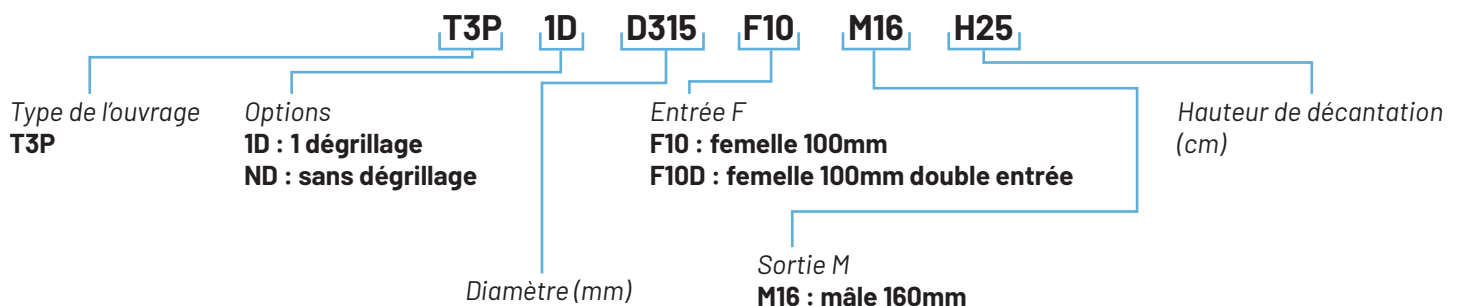 T3P 1D D315 F10 M16 H25
Type de l'ouvrage
T3P
Options
1D : 1 dégrillage
ND : sans dégrillage
Entrée F
F10 : femelle 100mm
F10D : femelle 100mm double entrée
Hauteur de décantation
(cm)
Diamètre (mm)
Sortie M
M16 : mâle 160mm